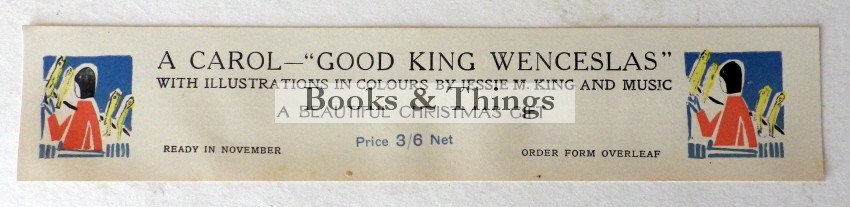 A CAROL—"GOOD KING WENCESLAS"
WITH ILLUSTRATIONS IN COLOURS BY JESSIE M. KING AND MUSIC
Books & Things
A BEAUTIFUL CHRISTMAS GIFT
Price 3/6 Net
READ​Y IN NOVEMBER
ORDER FORM OVERLEAF